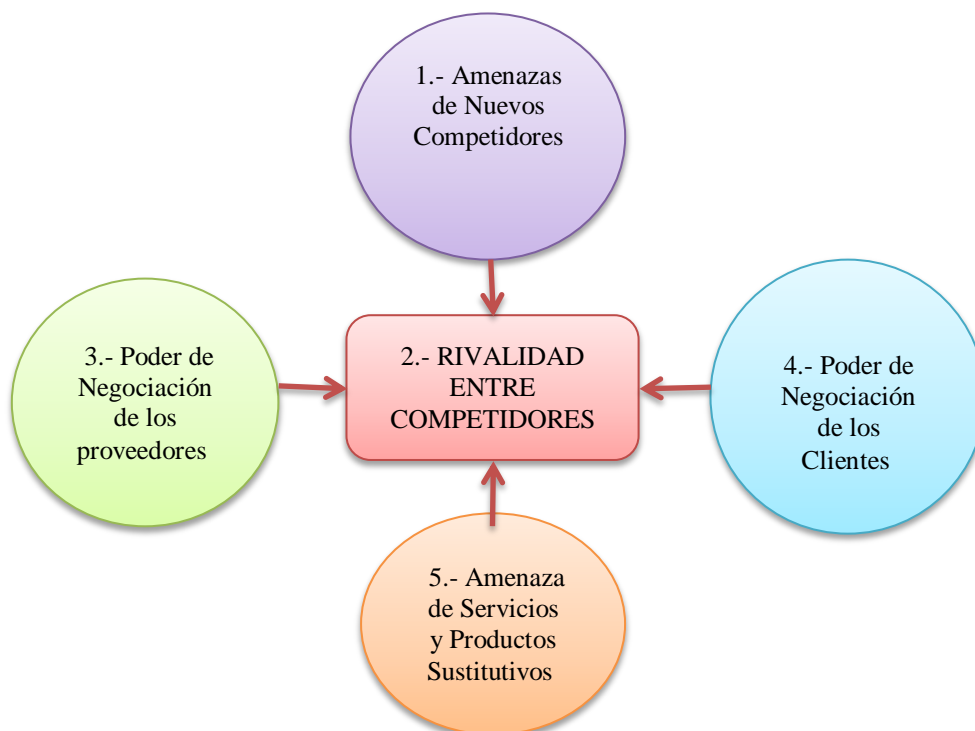 1.- Amenazas
de Nuevos
Competidores
2.- RIVALIDAD
ENTRE
COMPETIDORES
3.- Poder de
Negociación
de los
proveedores
4.- Poder de
Negociación
de los
Clientes
5.- Amenaza
de Servicios
y Productos
Sustitutivos